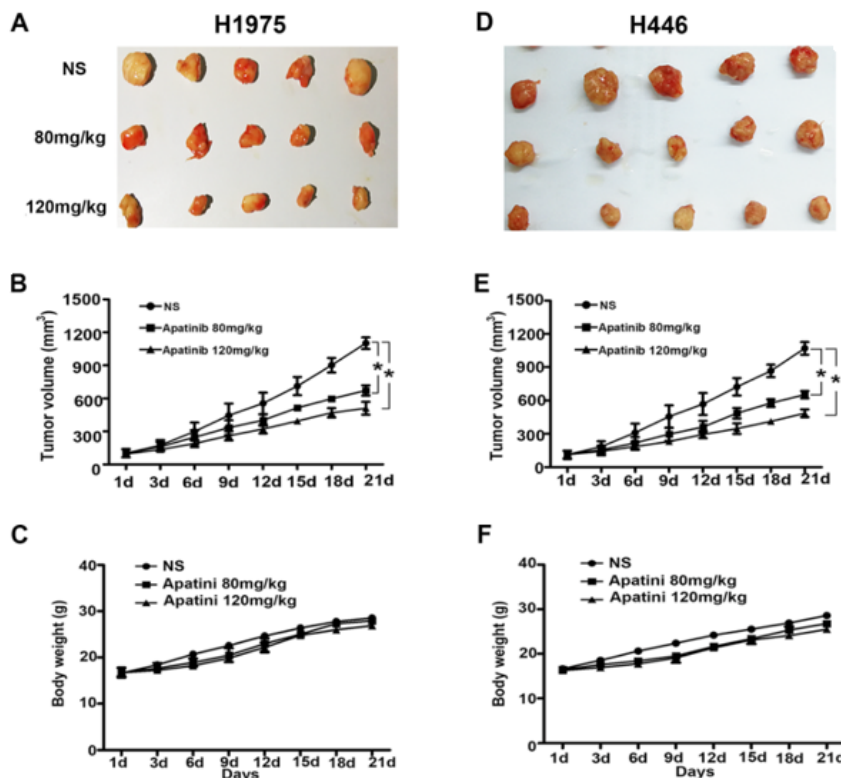 A
H1975
NS
80mg/kg
120mg/kg
D
H446
B
Tumor volume (mm³)
1500
1200
900
600
300
0
NS
Apatinib 80mg/kg
Apatinib 120mg/kg
*
*
1d 3d 6d 9d 12d 15d 18d 21d
E
Tumor volume (mm³)
1500
1200
900
600
300
0
NS
Apatinib 80mg/kg
Apatinib 120mg/kg
*
*
1d 3d 6d 9d 12d 15d 18d 21d
C
Body weight (g)
40
30
20
10
0
NS
Apatini 80mg/kg
Apatini 120mg/kg
1d 3d 6d 9d 12d 15d 18d 21d
Days
F
Body weight (g)
40
30
20
10
0
NS
Apatini 80mg/kg
Apatini 120mg/kg
1d 3d 6d 9d 12d 15d 18d 21d